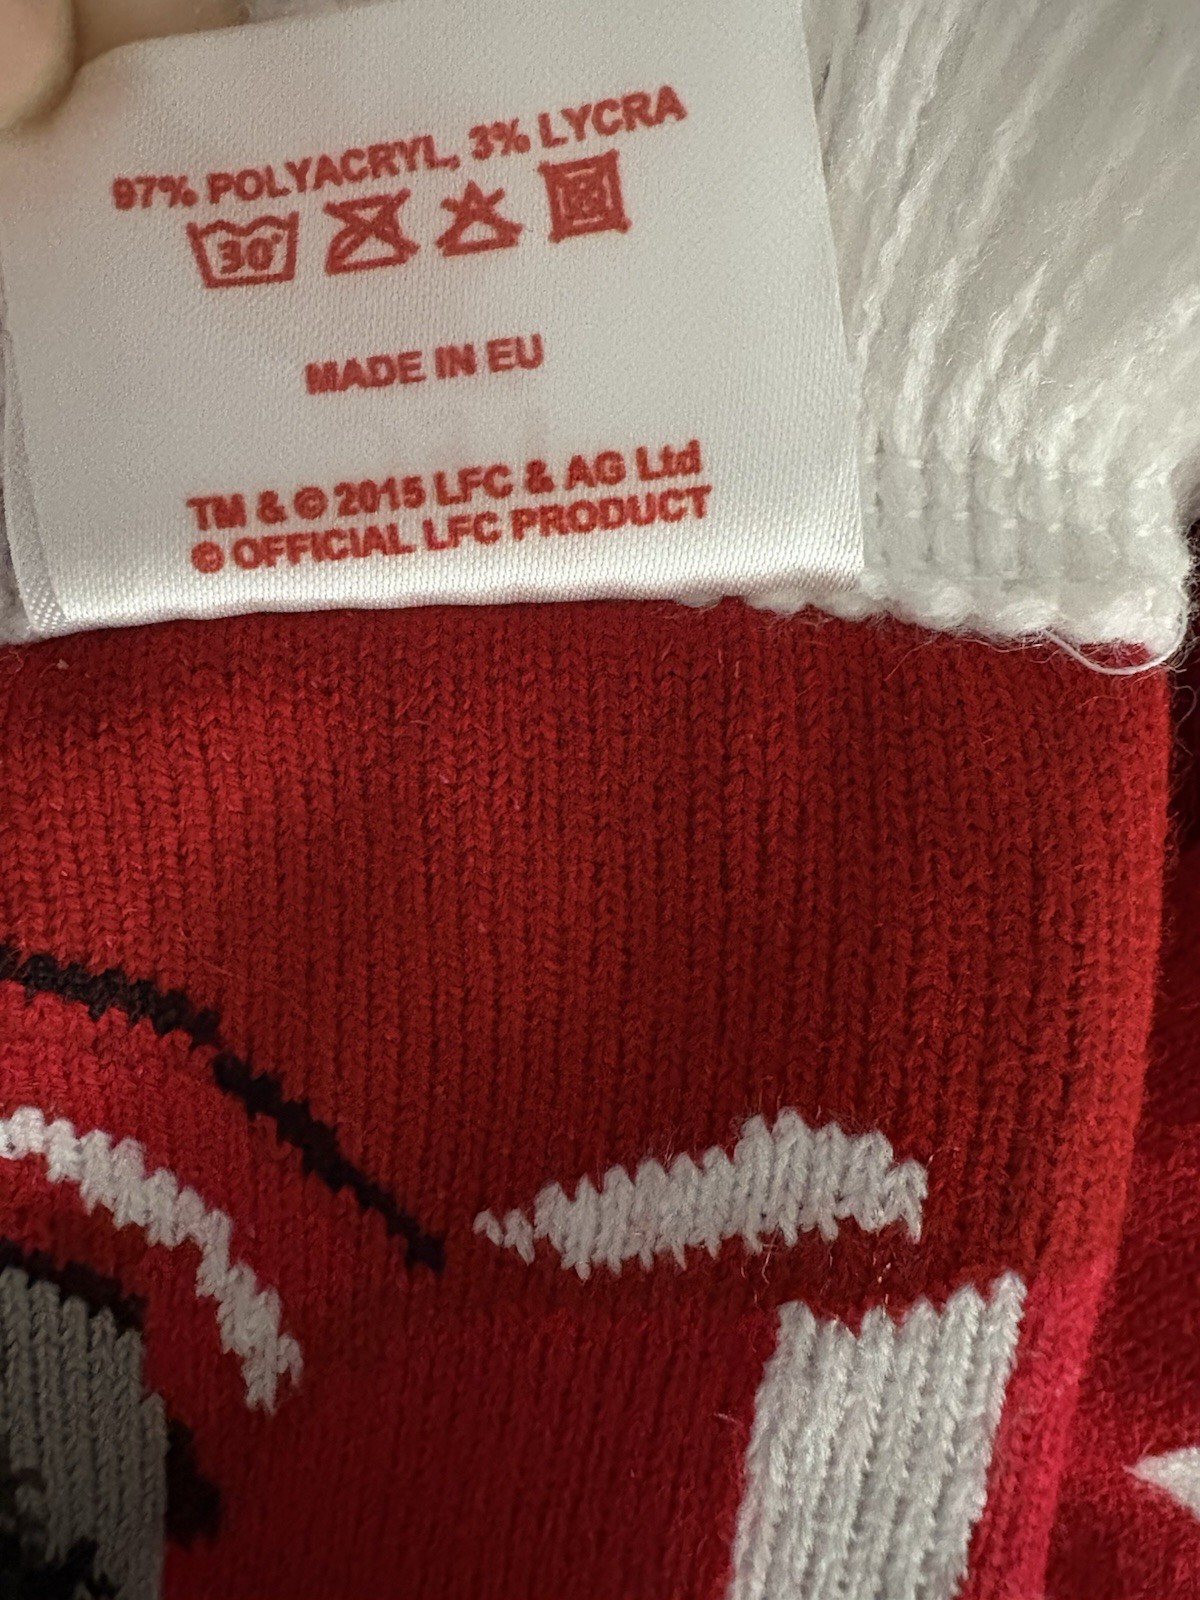 97% POLYACRYL, 3% LYCRA
30°
MADE IN EU
TM & © 2015 LFC & AG Ltd
© OFFICIAL LFC PRODUCT